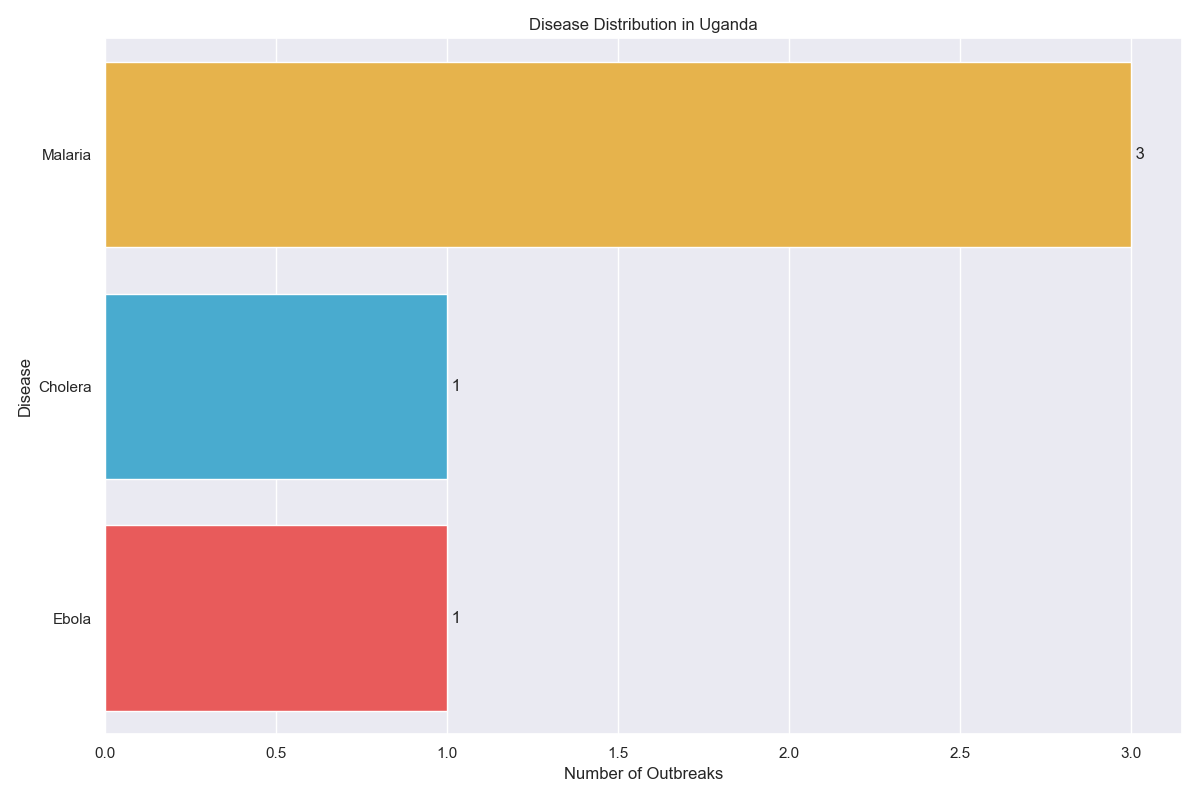 Disease Distribution in Uganda
Disease
Malaria
3
Cholera
1
Ebola
1
0.0 0.5 1.0 1.5 2.0 2.5 3.0
Number of Outbreaks